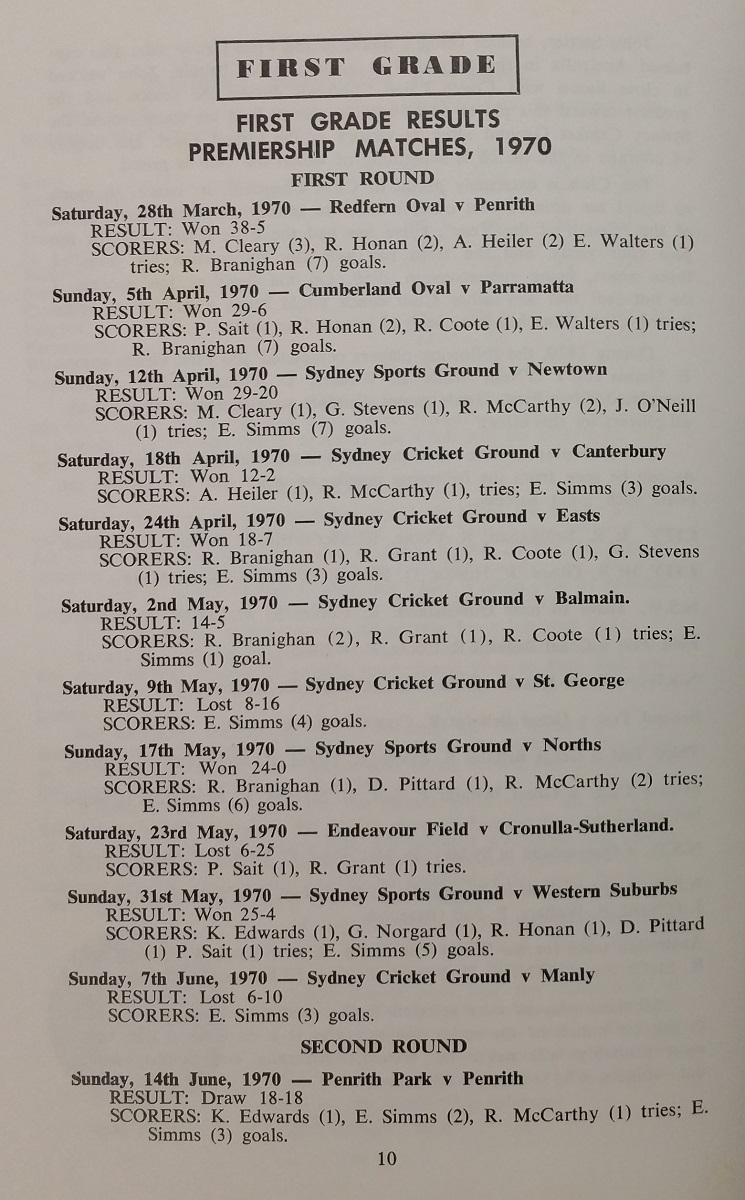 FIRST GRADE
FIRST GRADE RESULTS
PREMIERSHIP MATCHES, 1970
FIRST ROUND
Saturday, 28th March, 1970 — Redfern Oval v Penrith
RESULT: Won 38-5
SCORERS: M. Cleary (3), R. Honan (2), A. Heiler (2) E. Walters (1)
tries; R. Branighan (7) goals.
Sunday, 5th April, 1970 — Cumberland Oval v Parramatta
RESULT: Won 29-6
SCORERS: P. Sait (1), R. Honan (2), R. Coote (1), E. Walters (1) tries;
R. Branighan (7) goals.
Sunday, 12th April, 1970 — Sydney Sports Ground v Newtown
RESULT: Won 29-20
SCORERS: M. Cleary (1), G. Stevens (1), R. McCarthy (2), J. O'Neill
(1) tries; E. Simms (7) goals.
Saturday, 18th April, 1970 — Sydney Cricket Ground v Canterbury
RESULT: Won 12-2
SCORERS: A. Heiler (1), R. McCarthy (1), tries; E. Simms (3) goals.
Saturday, 24th April, 1970 — Sydney Cricket Ground v Easts
RESULT: Won 18-7
SCORERS: R. Branighan (1), R. Grant (1), R. Coote (1), G. Stevens
(1) tries; E. Simms (3) goals.
Saturday, 2nd May, 1970 — Sydney Cricket Ground v Balmain.
RESULT: 14-5
SCORERS: R. Branighan (2), R. Grant (1), R. Coote (1) tries; E.
Simms (1) goal.
Saturday, 9th May, 1970 — Sydney Cricket Ground v St. George
RESULT: Lost 8-16
SCORERS: E. Simms (4) goals.
Sunday, 17th May, 1970 — Sydney Sports Ground v Norths
RESULT: Won 24-0
SCORERS: R. Branighan (1), D. Pittard (1), R. McCarthy (2) tries;
E. Simms (6) goals.
Saturday, 23rd May, 1970 — Endeavour Field v Cronulla-Sutherland.
RESULT: Lost 6-25
SCORERS: P. Sait (1), R. Grant (1) tries.
Sunday, 31st May, 1970 — Sydney Sports Ground v Western Suburbs
RESULT: Won 25-4
SCORERS: K. Edwards (1), G. Norgard (1), R. Honan (1), D. Pittard
(1) P. Sait (1) tries; E. Simms (5) goals.
Sunday, 7th June, 1970 — Sydney Cricket Ground v Manly
RESULT: Lost 6-10
SCORERS: E. Simms (3) goals.
SECOND ROUND
Sunday, 14th June, 1970 — Penrith Park v Penrith
RESULT: Draw 18-18
SCORERS: K. Edwards (1), E. Simms (2), R. McCarthy (1) tries; E.
Simms (3) goals.
10